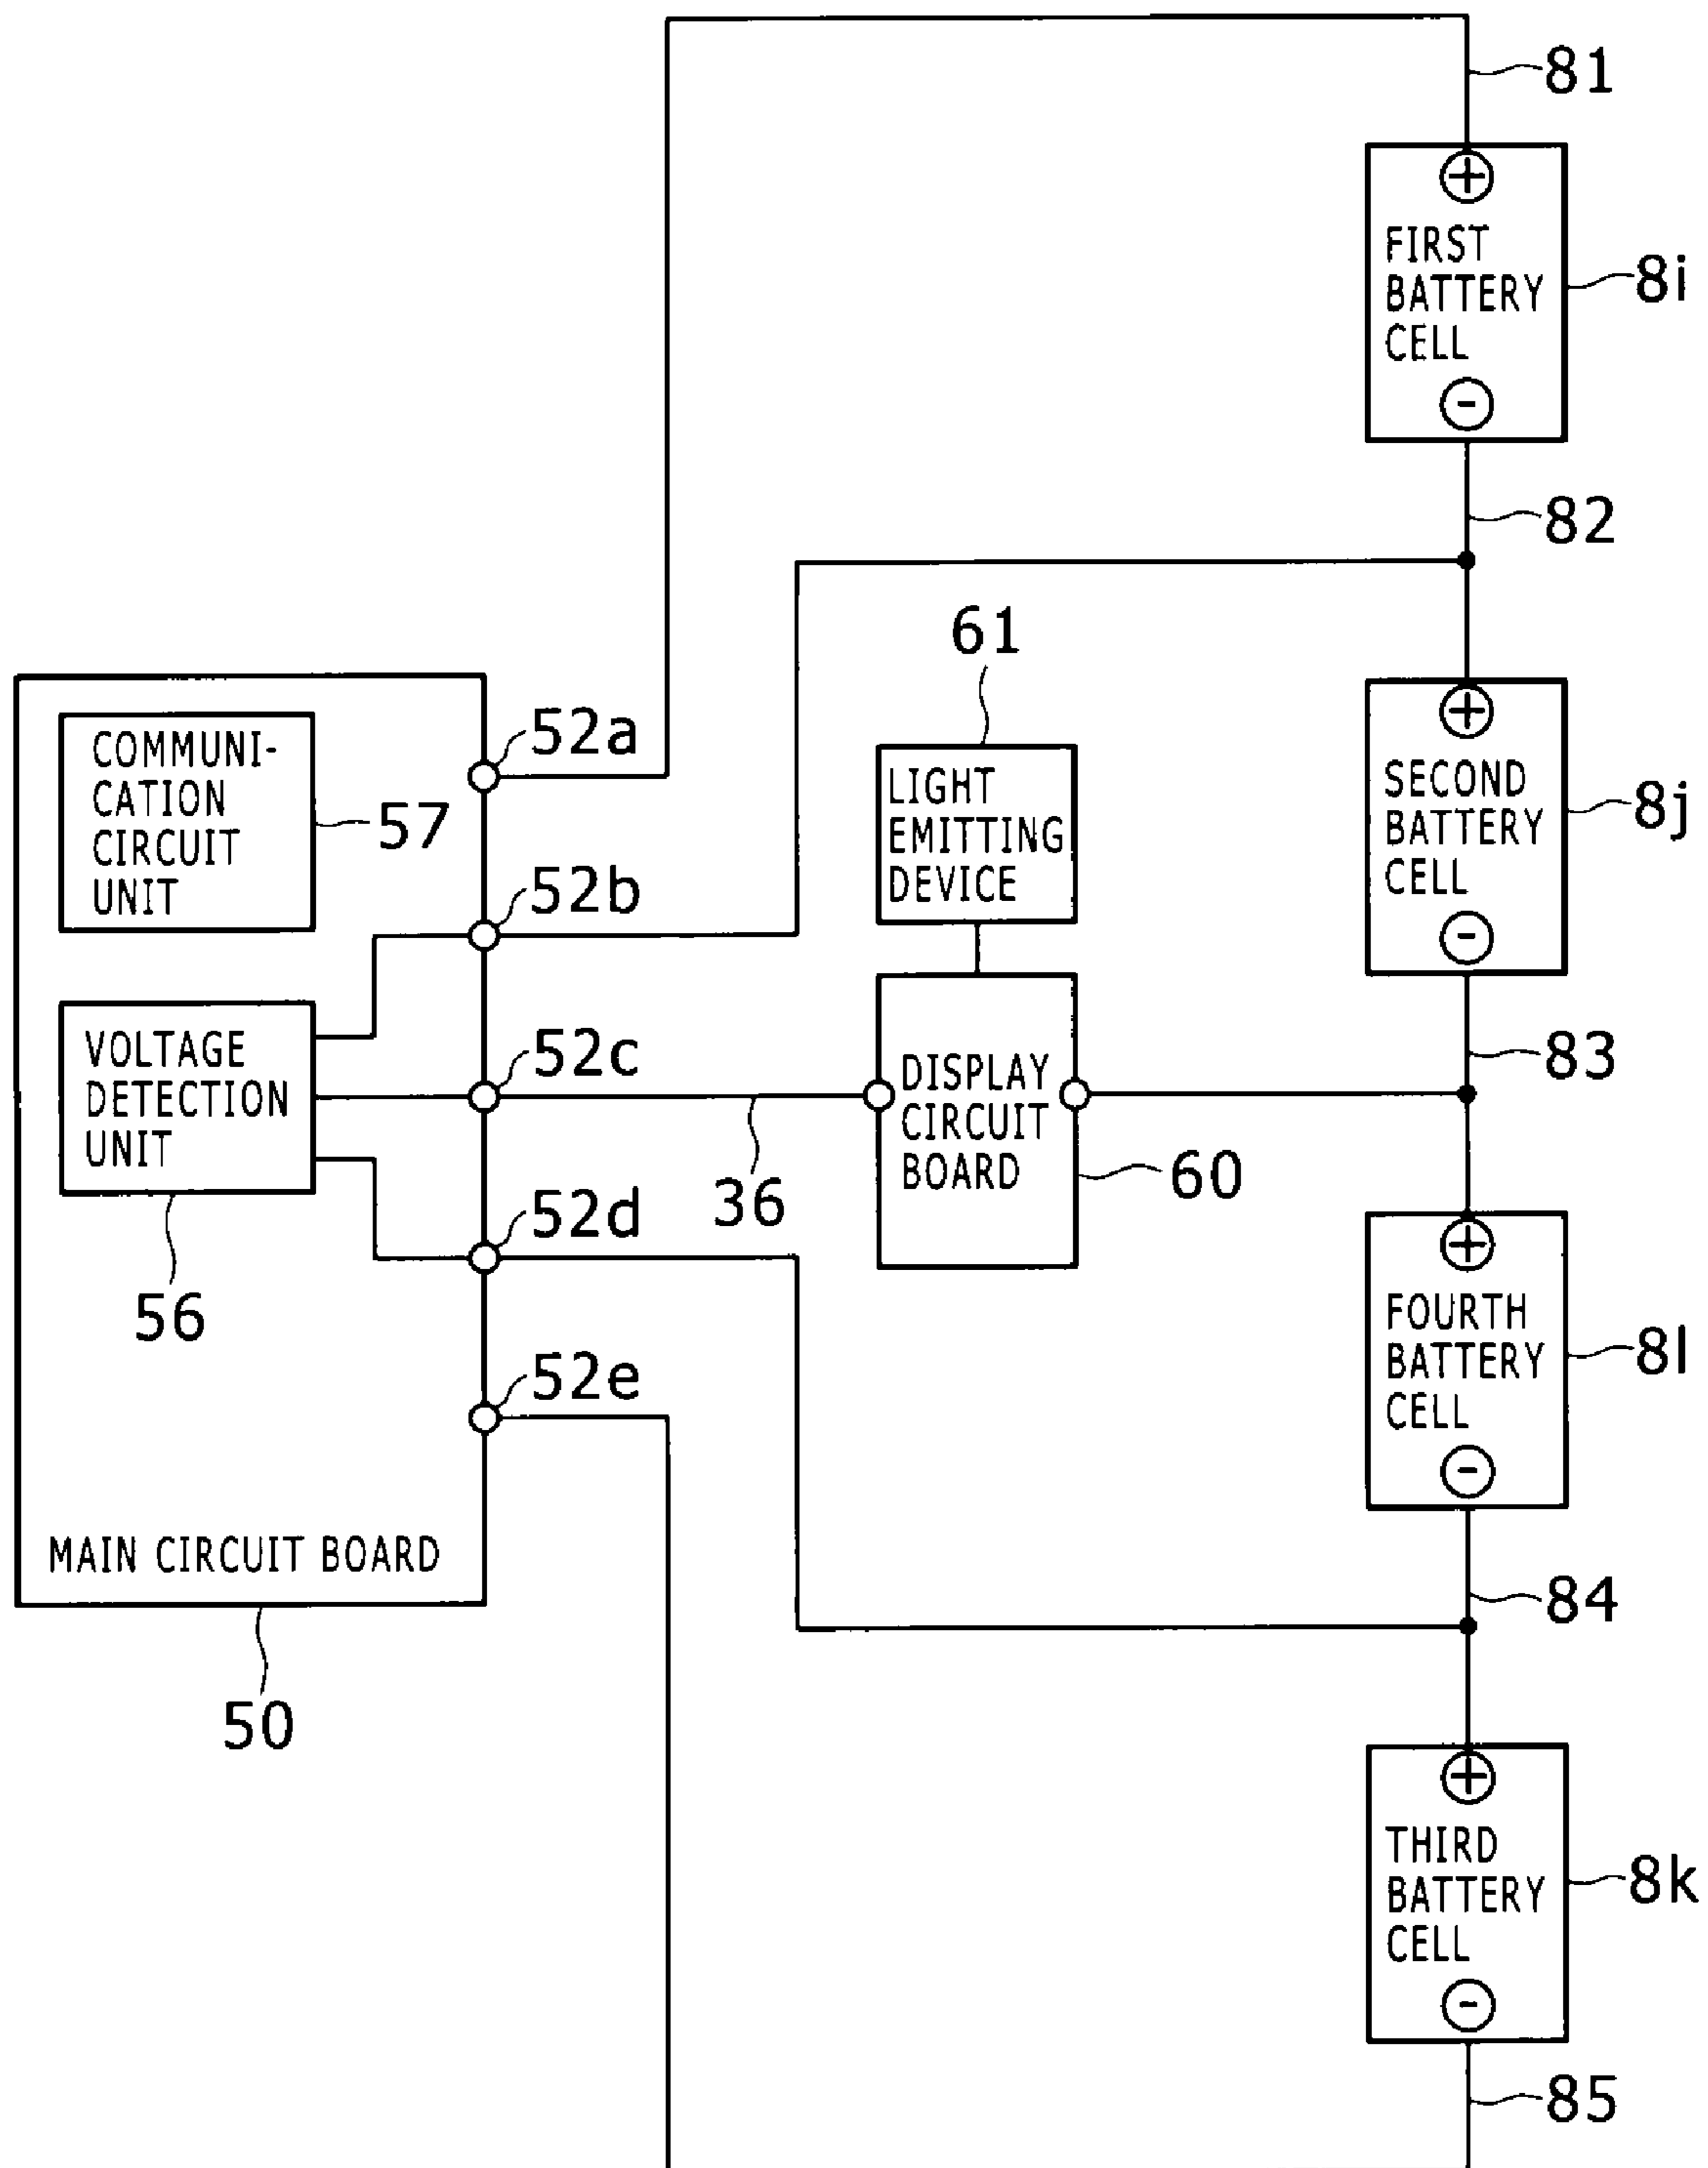 81
+
FIRST
BATTERY
CELL
-
8i
82
61
LIGHT
EMITTING
DEVICE
+
SECOND
BATTERY
CELL
-
8j
COMMUNI-
CATION
CIRCUIT
UNIT
57
52a
52b
VOLTAGE
DETECTION
UNIT
56
52c
36
DISPLAY
CIRCUIT
BOARD
60
83
52d
52e
+
FOURTH
BATTERY
CELL
-
8l
MAIN CIRCUIT BOARD
50
84
+
THIRD
BATTERY
CELL
-
8k
85